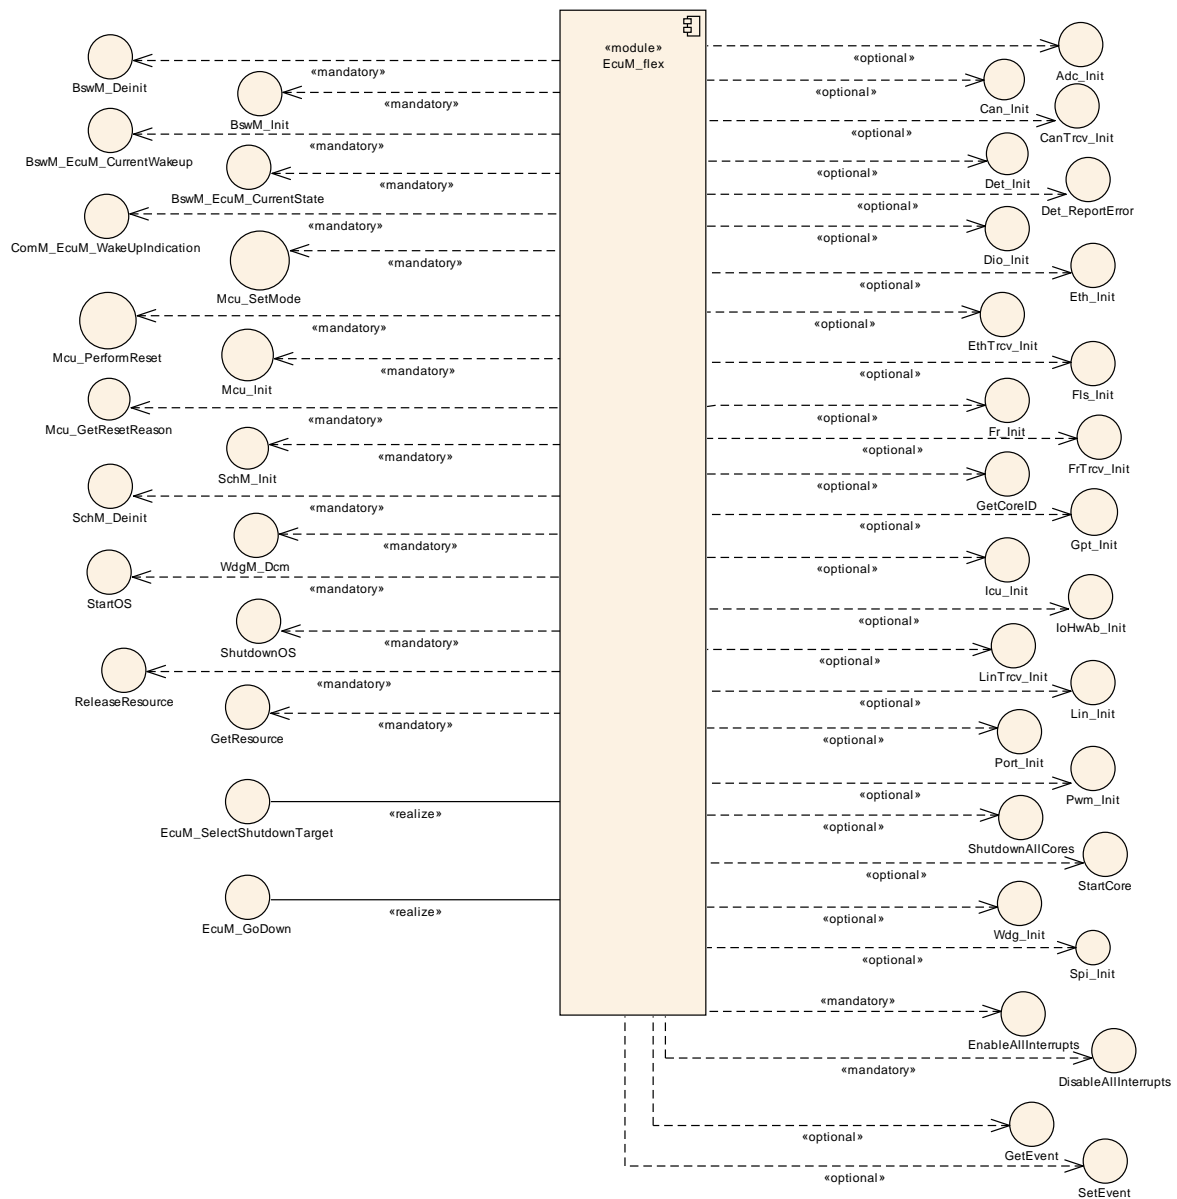 «module»
EcuM_flex
BswM_Deinit
«mandatory»
BswM_Init
«mandatory»
BswM_EcuM_CurrentWakeup
«mandatory»
BswM_EcuM_CurrentState
«mandatory»
ComM_EcuM_WakeUpIndication
«mandatory»
Mcu_SetMode
«mandatory»
Mcu_PerformReset
«mandatory»
Mcu_Init
«mandatory»
Mcu_GetResetReason
«mandatory»
SchM_Init
«mandatory»
SchM_Deinit
«mandatory»
WdgM_Dcm
«mandatory»
StartOS
«mandatory»
ShutdownOS
«mandatory»
ReleaseResource
«mandatory»
GetResource
«mandatory»
EcuM_SelectShutdownTarget
«realize»
EcuM_GoDown
«realize»
«optional»
Adc_Init
«optional»
Can_Init
«optional»
CanTrcv_Init
«optional»
Det_Init
«optional»
Det_ReportError
«optional»
Dio_Init
«optional»
Eth_Init
«optional»
EthTrcv_Init
«optional»
Fls_Init
«optional»
Fr_Init
«optional»
FrTrcv_Init
«optional»
GetCoreID
«optional»
Gpt_Init
«optional»
Icu_Init
«optional»
IoHwAb_Init
«optional»
LinTrcv_Init
«optional»
Lin_Init
«optional»
Port_Init
«optional»
Pwm_Init
«optional»
ShutdownAllCores
«optional»
StartCore
«optional»
Wdg_Init
«optional»
Spi_Init
«mandatory»
EnableAllInterrupts
«mandatory»
DisableAllInterrupts
«optional»
GetEvent
«optional»
SetEvent